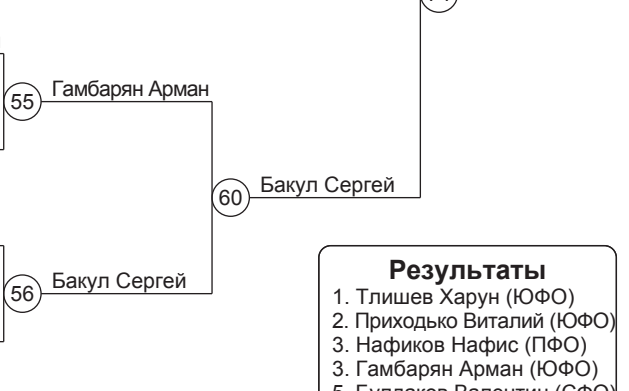 55 Гамбарян Арман
60 Бакул Сергей
56 Бакул Сергей
Результаты
1. Тлишев Харун (ЮФО)
2. Приходько Виталий (ЮФО)
3. Нафиков Нафис (ПФО)
3. Гамбарян Арман (ЮФО)